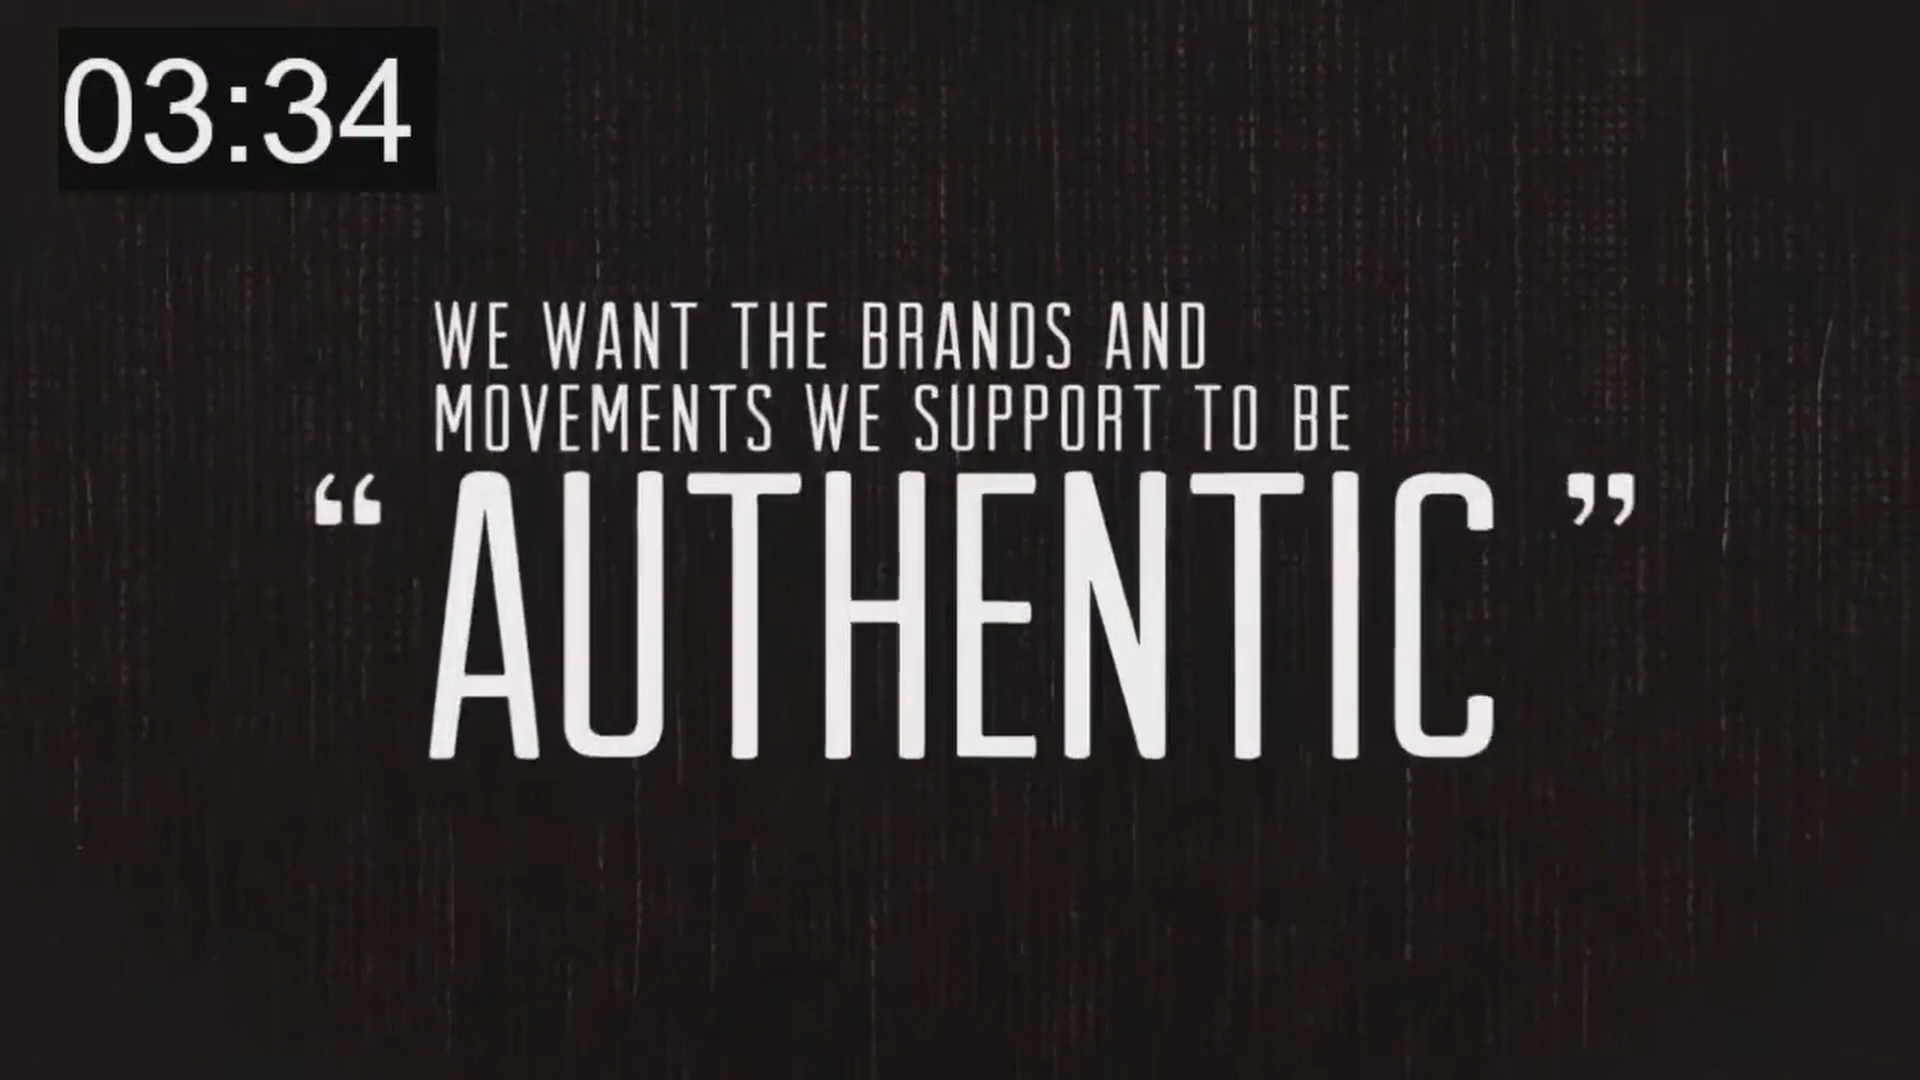 03:34
WE WANT THE BRANDS AND
MOVEMENTS WE SUPPORT TO BE
“AUTHENTIC”